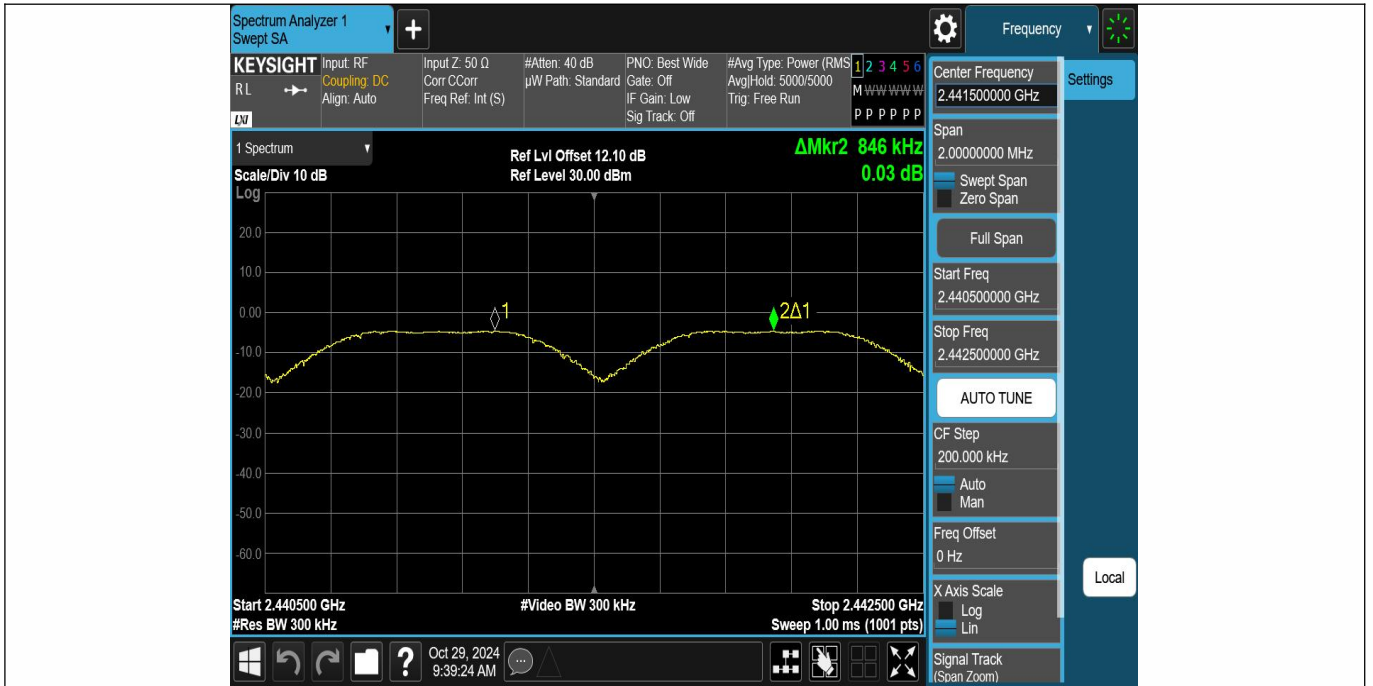 Spectrum Analyzer 1
Swept SA
+
Frequency
KEYSIGHT
RL
LXI
Input: RF
Coupling: DC
Align: Auto
Input Z: 50 Ω
Corr CCorr
Freq Ref: Int (S)
#Atten: 40 dB
µW Path: Standard
PNO: Best Wide
Gate: Off
IF Gain: Low
Sig Track: Off
#Avg Type: Power (RMS
Avg|Hold: 5000/5000
Trig: Free Run
1 2 3 4 5 6
M W W W W W
P P P P P P
1 Spectrum
Scale/Div 10 dB
Ref Lvl Offset 12.10 dB
Ref Level 30.00 dBm
ΔMkr2 846 kHz
0.03 dB
Log
20.0
10.0
0.00
-10.0
-20.0
-30.0
-40.0
-50.0
-60.0
1
2Δ1
Start 2.440500 GHz
#Res BW 300 kHz
#Video BW 300 kHz
Stop 2.442500 GHz
Sweep 1.00 ms (1001 pts)
Oct 29, 2024
9:39:24 AM
?
Center Frequency
2.441500000 GHz
Settings
Span
2.00000000 MHz
Swept Span
Zero Span
Full Span
Start Freq
2.440500000 GHz
Stop Freq
2.442500000 GHz
AUTO TUNE
CF Step
200.000 kHz
Auto
Man
Freq Offset
0 Hz
Local
X Axis Scale
Log
Lin
Signal Track
(Span Zoom)